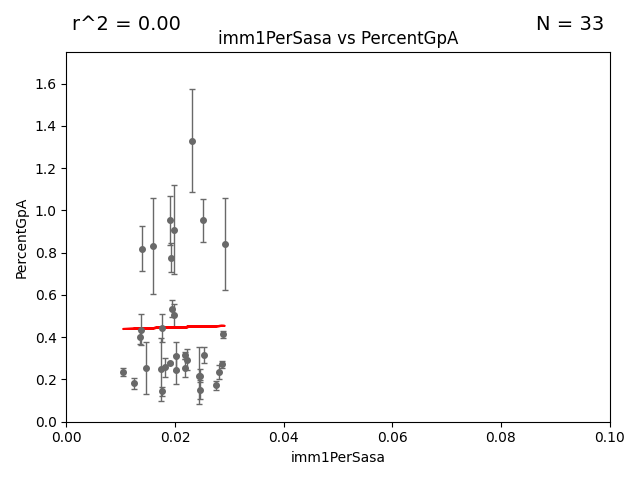 r^2 = 0.00
N = 33
imm1PerSasa vs PercentGpA
PercentGpA
1.6
1.4
1.2
1.0
0.8
0.6
0.4
0.2
0.0
0.00 0.02 0.04 0.06 0.08 0.10
imm1PerSasa